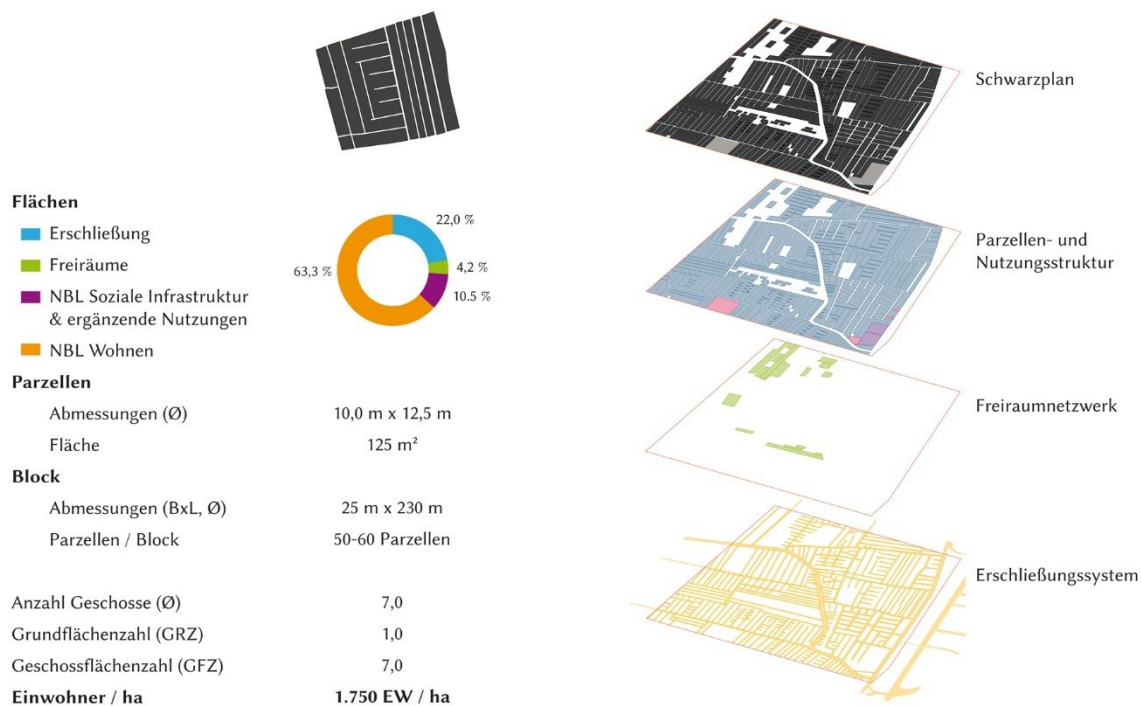 Flächen
Erschließung
Freiräume
NBL Soziale Infrastruktur
& ergänzende Nutzungen
NBL Wohnen
22,0 %
4,2 %
10.5 %
63,3 %
Parzellen
Abmessungen (Ø) 10,0 m x 12,5 m
Fläche 125 m²
Block
Abmessungen (BxL, Ø) 25 m x 230 m
Parzellen / Block 50-60 Parzellen
Anzahl Geschosse (Ø) 7,0
Grundflächenzahl (GRZ) 1,0
Geschossflächenzahl (GFZ) 7,0
Einwohner / ha 1.750 EW / ha
Schwarzplan
Parzellen- und
Nutzungsstruktur
Freiraumnetzwerk
Erschließungssystem